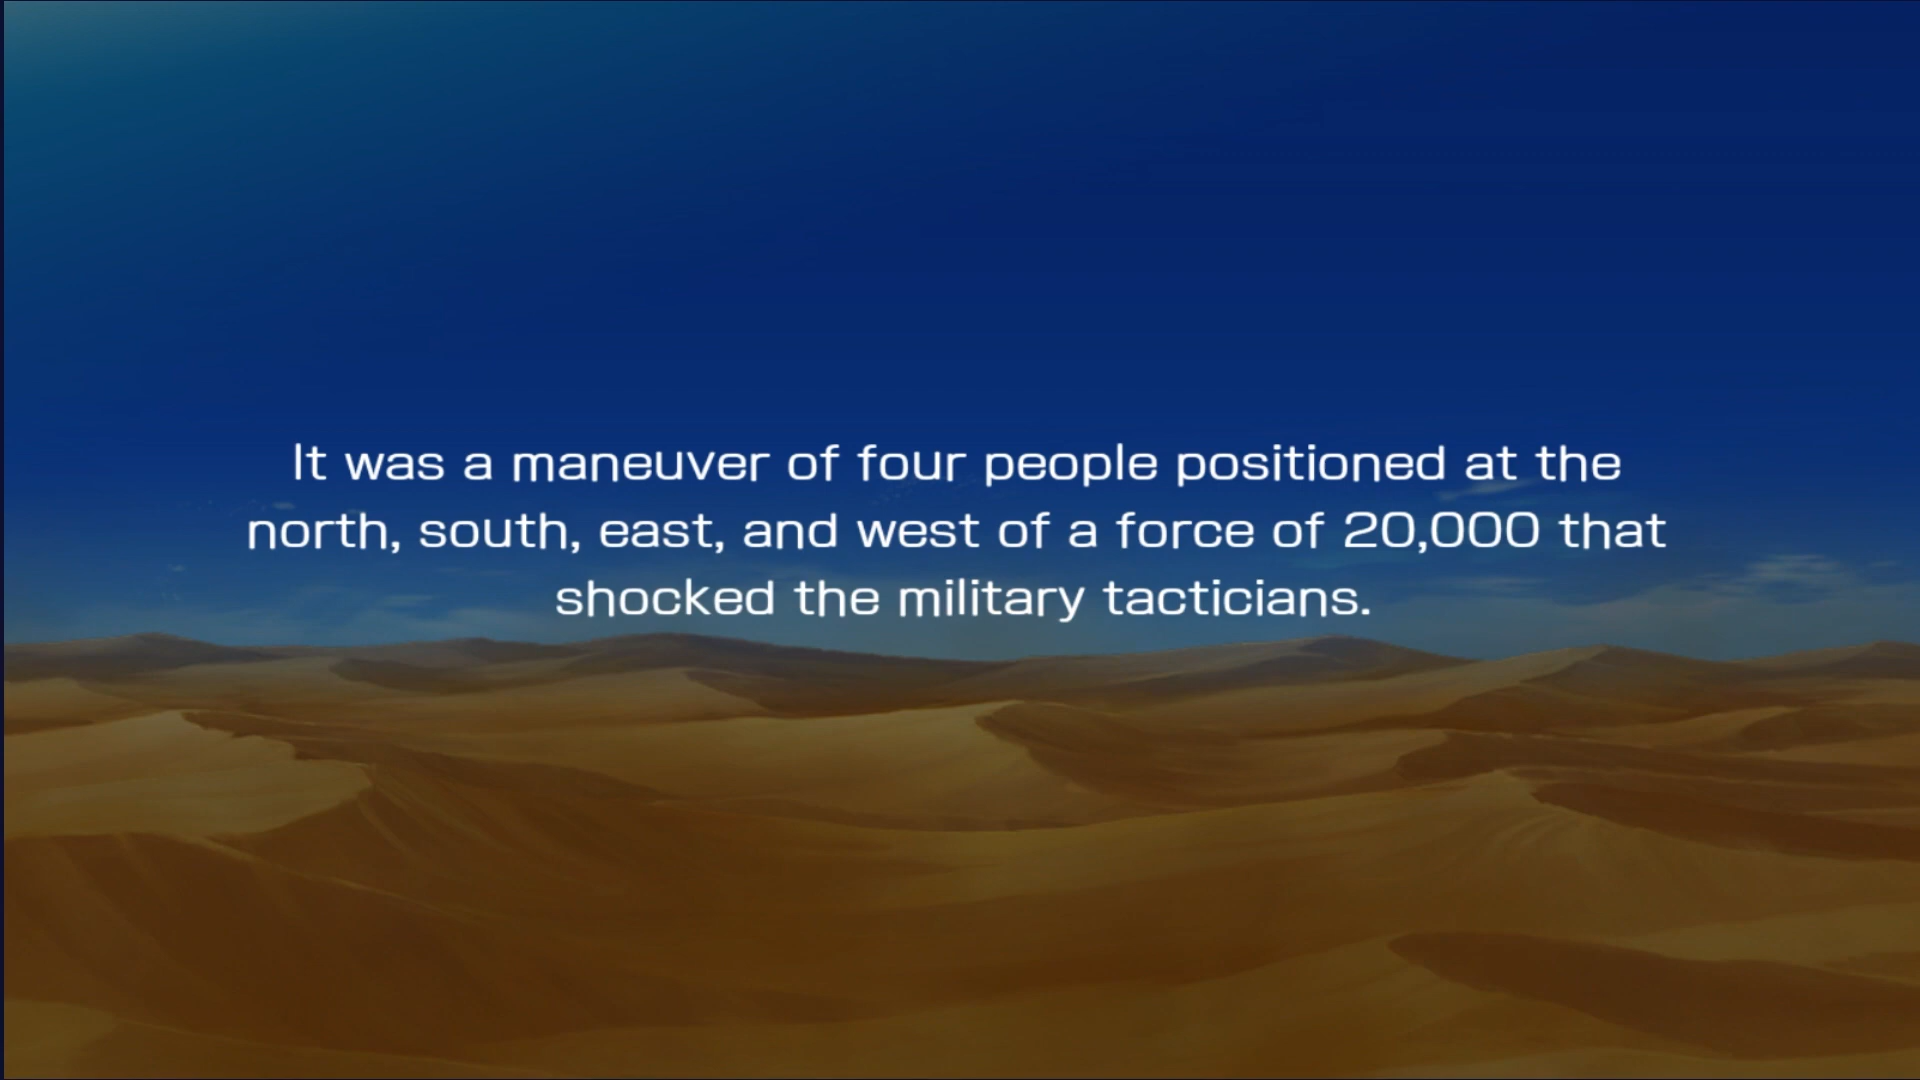 It was a maneuver of four people positioned at the
north, south, east, and west of a force of 20,000 that
shocked the military tacticians.